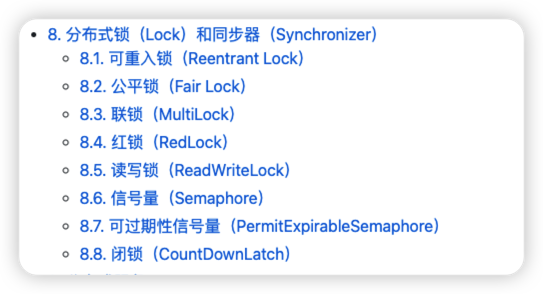 8. 分布式锁（Lock）和同步器（Synchronizer）
8.1. 可重入锁（Reentrant Lock）
8.2. 公平锁（Fair Lock）
8.3. 联锁（MultiLock）
8.4. 红锁（RedLock）
8.5. 读写锁（ReadWriteLock）
8.6. 信号量（Semaphore）
8.7. 可过期性信号量（PermitExpirableSemaphore）
8.8. 闭锁（CountDownLatch）